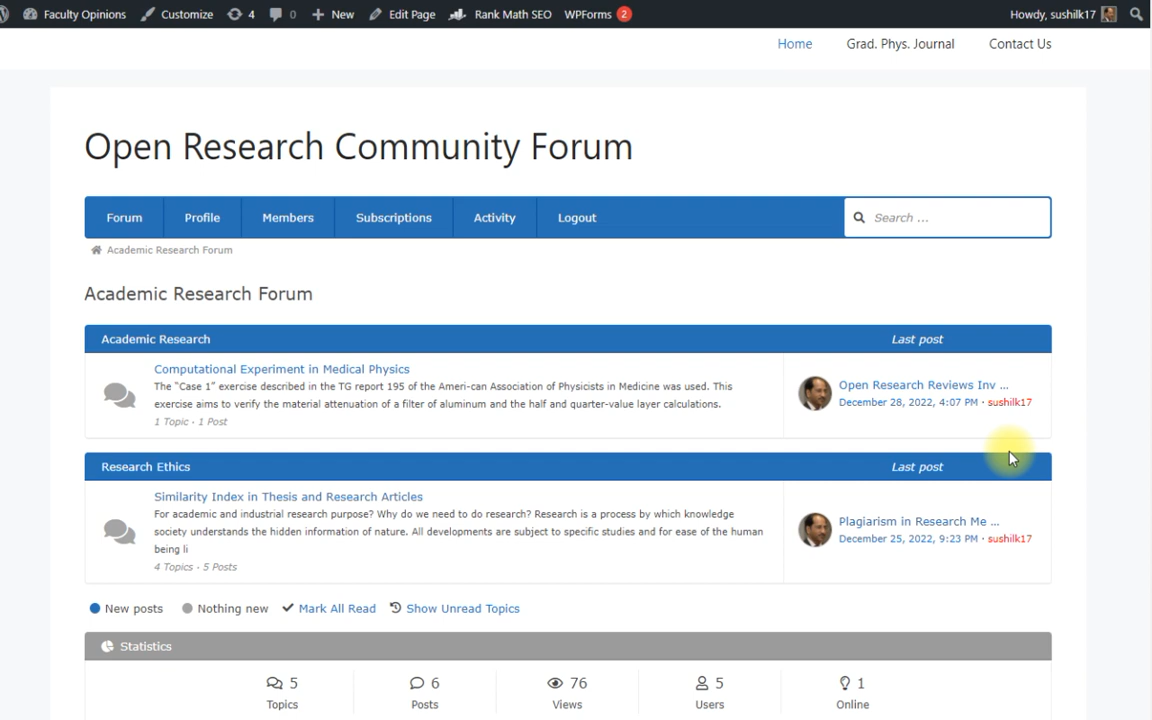 Faculty Opinions Customize 4 0 New Edit Page Rank Math SEO WPForms 2 Howdy, sushilk17
Home Grad. Phys. Journal Contact Us
Open Research Community Forum
Forum Profile Members Subscriptions Activity Logout Search ...
Academic Research Forum
Academic Research Forum
Academic Research Last post
Computational Experiment in Medical Physics
The “Case 1” exercise described in the TG report 195 of the Ameri-can Association of Physicists in Medicine was used. This
exercise aims to verify the material attenuation of a filter of aluminum and the half and quarter-value layer calculations.
1 Topic · 1 Post
Open Research Reviews Inv ...
December 28, 2022, 4:07 PM · sushilk17
Research Ethics Last post
Similarity Index in Thesis and Research Articles
For academic and industrial research purpose? Why do we need to do research? Research is a process by which knowledge
society understands the hidden information of nature. All developments are subject to specific studies and for ease of the human
being li
4 Topics · 5 Posts
Plagiarism in Research Me ...
December 25, 2022, 9:23 PM · sushilk17
New posts Nothing new Mark All Read Show Unread Topics
Statistics
5 6 76 5 1
Topics Posts Views Users Online